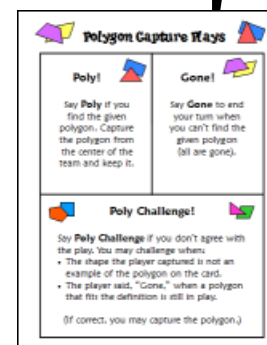 Polygon Capture Plays
Poly!
Say Poly if you
find the given
polygon. Capture
the polygon from
the center of the
team and keep it.
Gone!
Say Gone to end
your turn when
you can't find the
given polygon
(all are gone).
Poly Challenge!
Say Poly Challenge if you don't agree with
the play. You may challenge when:
• The shape the player captured is not an
example of the polygon on the card.
• The player said, "Gone," when a polygon
that fits the definition is still in play.
(If correct, you may capture the polygon.)